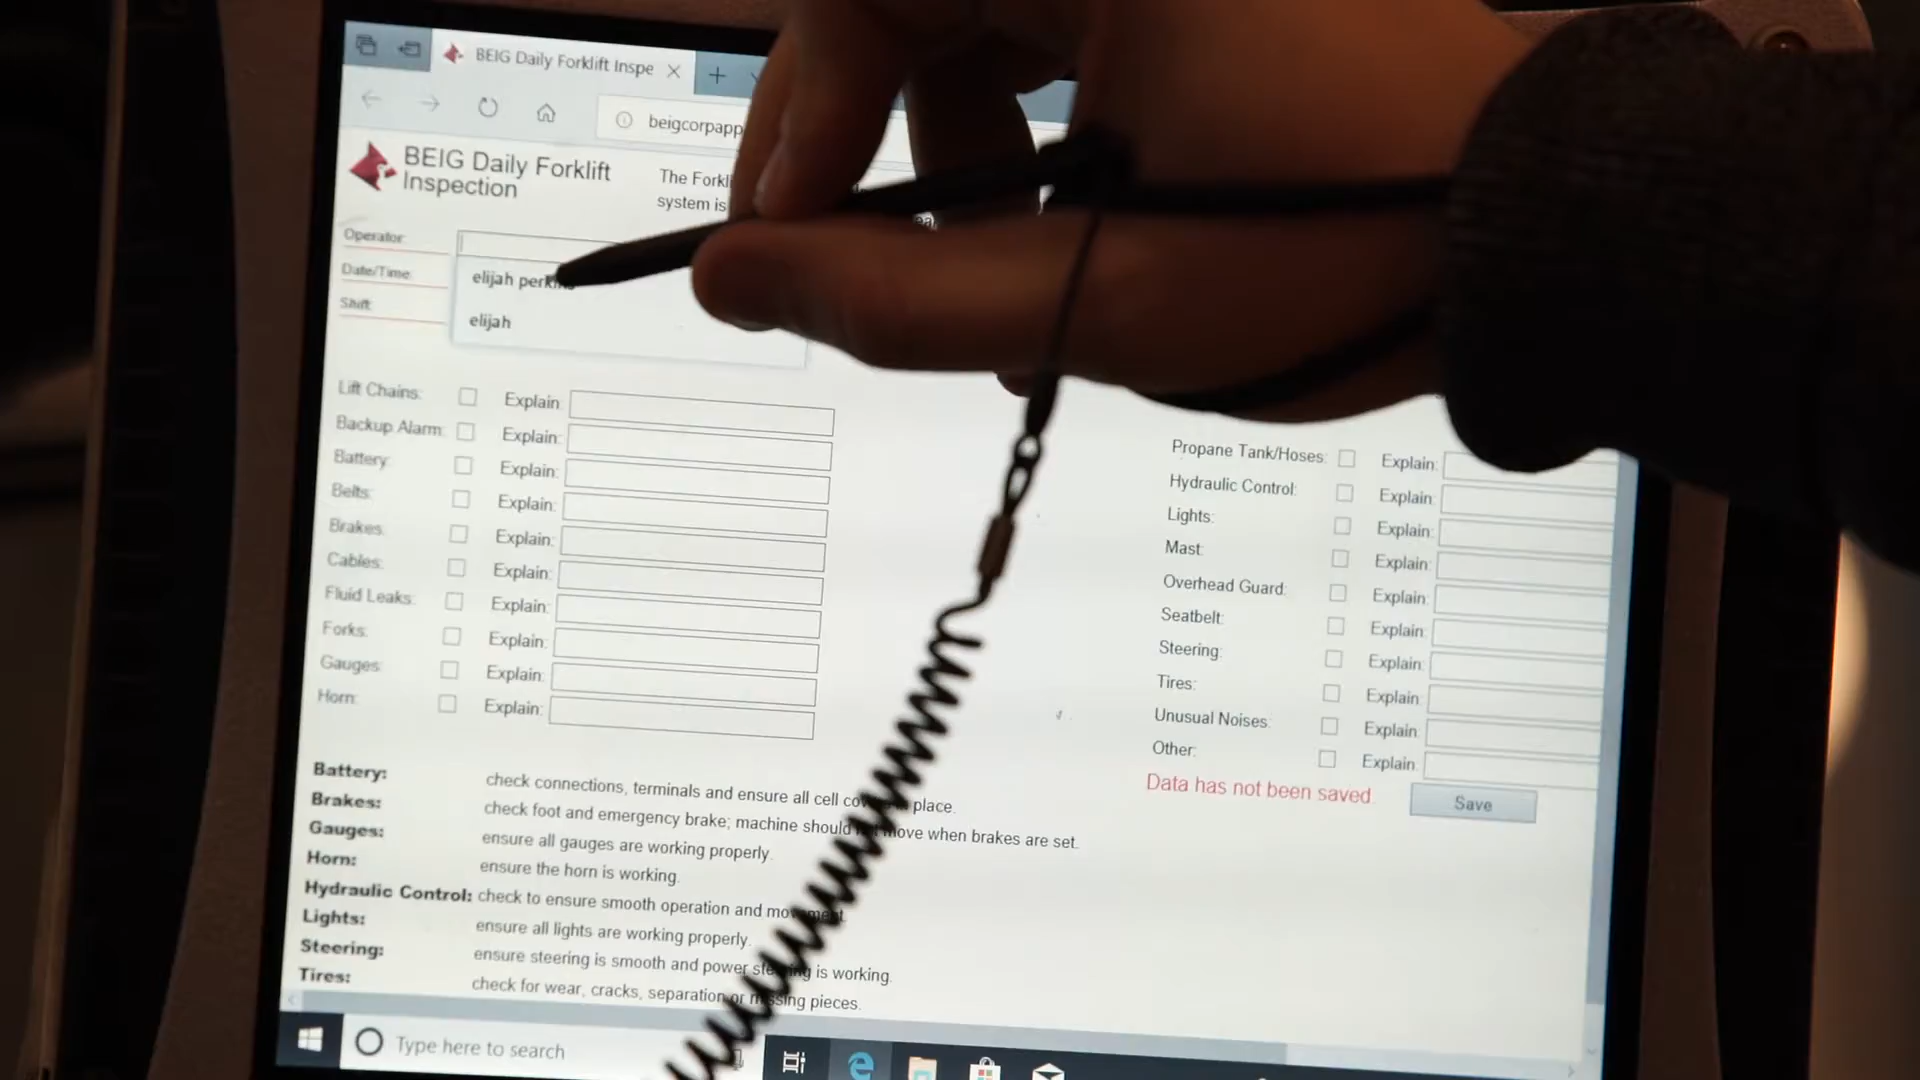 BEIG Daily Forklift Inspe
beigcorpapp
BEIG Daily Forklift
Inspection
The Forkl
system is
Operator:
Date/Time:
Shift:
elijah perkins
elijah
Lift Chains: Explain:
Backup Alarm: Explain:
Battery: Explain:
Belts: Explain:
Brakes: Explain:
Cables: Explain:
Fluid Leaks: Explain:
Forks: Explain:
Gauges: Explain:
Horn: Explain:
Propane Tank/Hoses: Explain:
Hydraulic Control: Explain:
Lights: Explain:
Mast: Explain:
Overhead Guard: Explain:
Seatbelt: Explain:
Steering: Explain:
Tires: Explain:
Unusual Noises: Explain:
Other: Explain:
Data has not been saved. Save
Battery: check connections, terminals and ensure all cell place.
Brakes: check foot and emergency brake; machine should move when brakes are set.
Gauges: ensure all gauges are working properly.
Horn: ensure the horn is working.
Hydraulic Control: check to ensure smooth operation and movement.
Lights: ensure all lights are working properly.
Steering: ensure steering is smooth and power steering is working.
Tires: check for wear, cracks, separation or missing pieces.
Type here to search